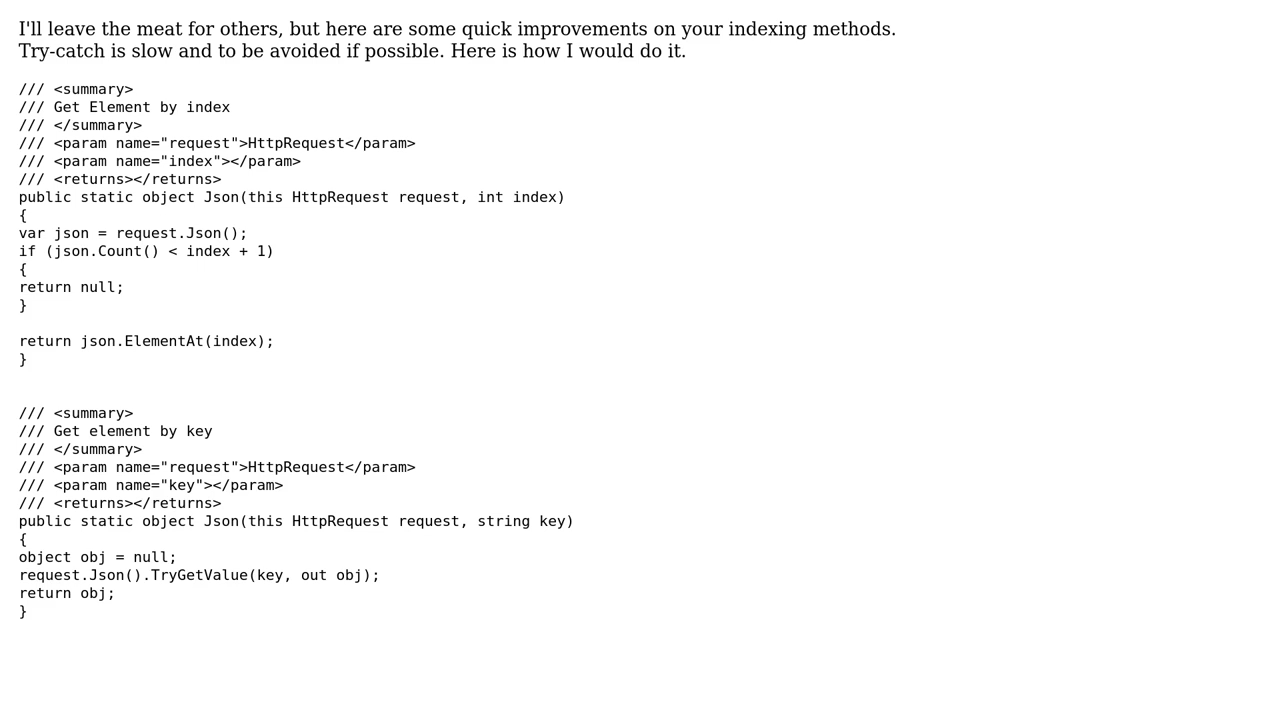 I'll leave the meat for others, but here are some quick improvements on your indexing methods.
Try-catch is slow and to be avoided if possible. Here is how I would do it.
/// <summary>
/// Get Element by index
/// </summary>
/// <param name="request">HttpRequest</param>
/// <param name="index"></param>
/// <returns></returns>
public static object Json(this HttpRequest request, int index)
{
var json = request.Json();
if (json.Count() < index + 1)
{
return null;
}

return json.ElementAt(index);
}

/// <summary>
/// Get element by key
/// </summary>
/// <param name="request">HttpRequest</param>
/// <param name="key"></param>
/// <returns></returns>
public static object Json(this HttpRequest request, string key)
{
object obj = null;
request.Json().TryGetValue(key, out obj);
return obj;
}